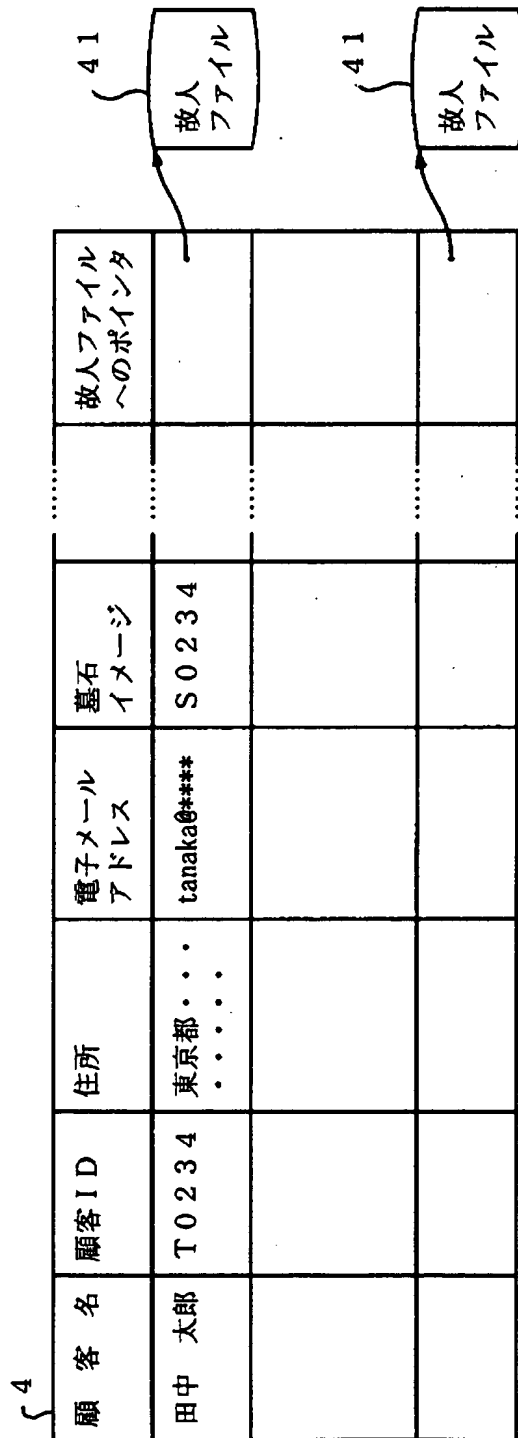 4
顧 客 名
顧客ID
住所
電子メール
アドレス
墓石
イメージ
故人ファイル
へのポインタ
田中 太郎
T0234
東京都・・・
・・・・・
tanaka@****
S0234
41
故人
ファイル
41
故人
ファイル